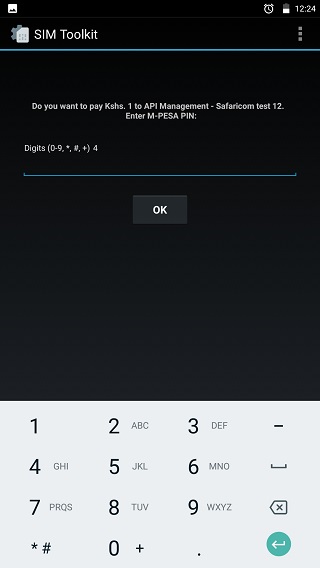 12:24
SIM Toolkit
Do you want to pay Kshs. 1 to API Management - Safaricom test 12.
Enter M-PESA PIN:
Digits (0-9, *, #, +) 4
OK
1 2 ABC 3 DEF –
4 GHI 5 JKL 6 MNO
7 PRQS 8 TUV 9 WXYZ
* # 0 + .